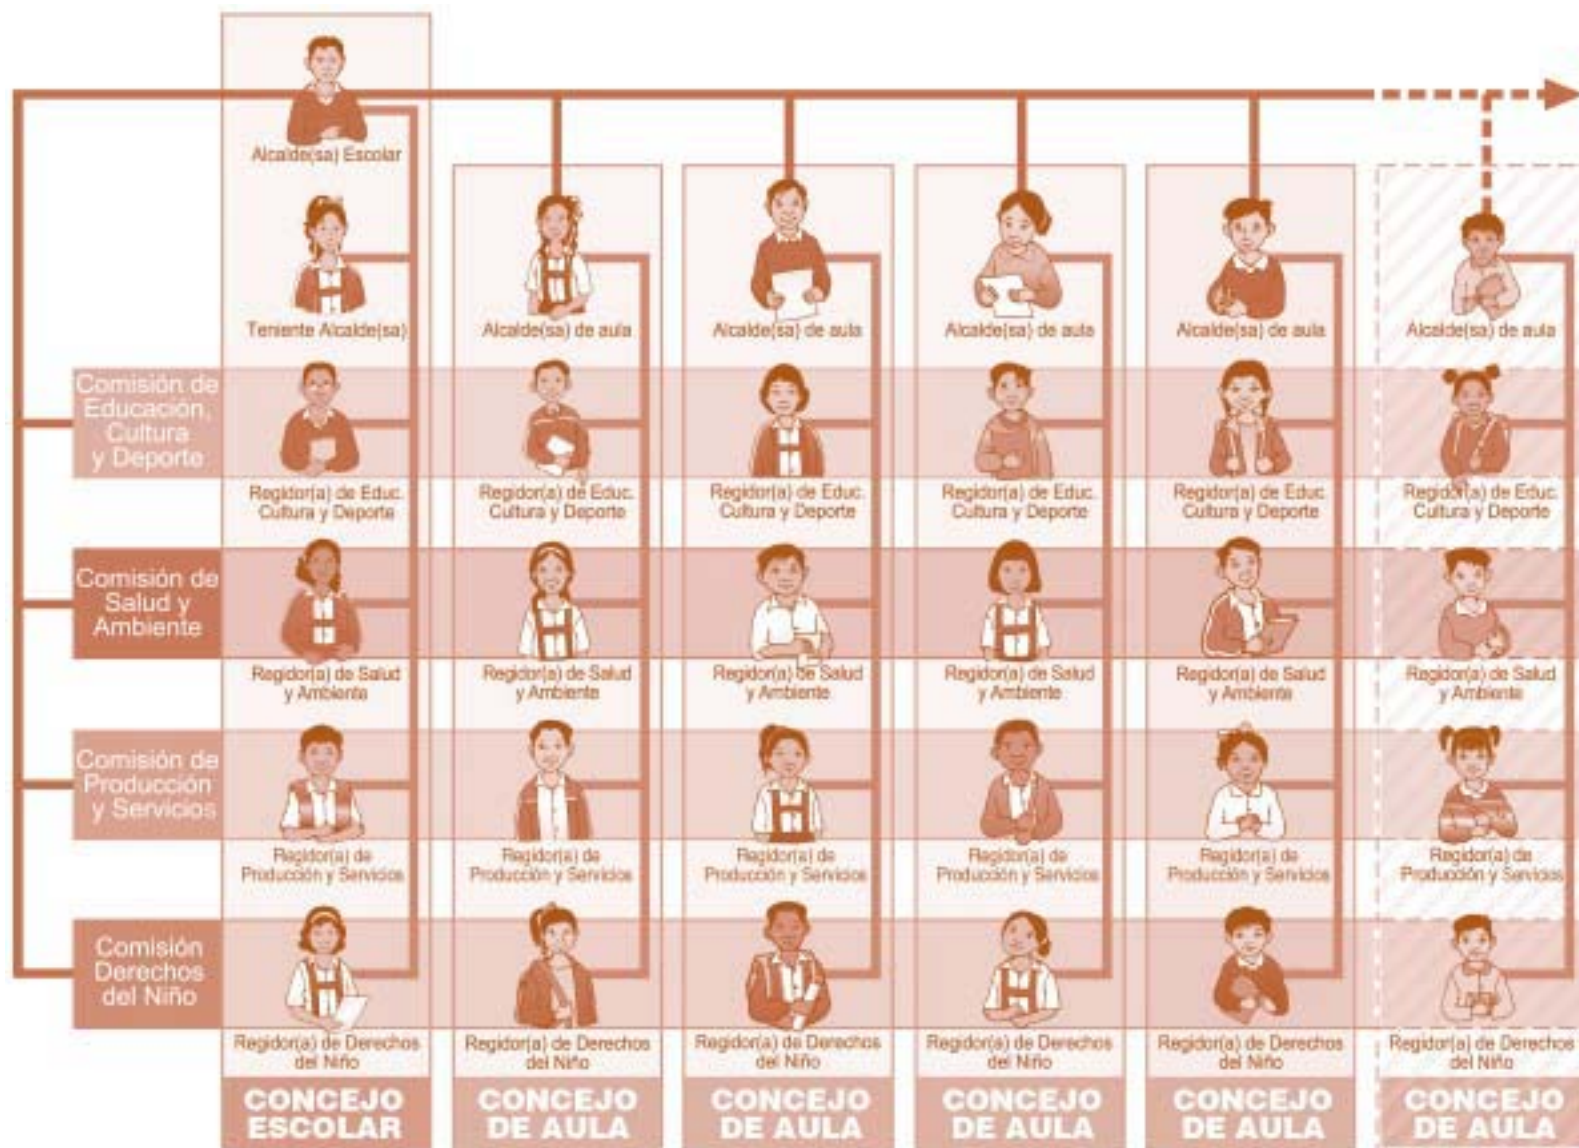 Alcalde(sa) Escolar
Teniente Alcalde(sa)
Alcalde(sa) de aula
Alcalde(sa) de aula
Alcalde(sa) de aula
Alcalde(sa) de aula
Alcalde(sa) de aula
Comisión de
Educación,
Cultura
y Deporte
Regidor(a) de Educ.
Cultura y Deporte
Regidor(a) de Educ.
Cultura y Deporte
Regidor(a) de Educ.
Cultura y Deporte
Regidor(a) de Educ.
Cultura y Deporte
Regidor(a) de Educ.
Cultura y Deporte
Regidor(a) de Educ.
Cultura y Deporte
Comisión de
Salud y
Ambiente
Regidor(a) de Salud
y Ambiente
Regidor(a) de Salud
y Ambiente
Regidor(a) de Salud
y Ambiente
Regidor(a) de Salud
y Ambiente
Regidor(a) de Salud
y Ambiente
Regidor(a) de Salud
y Ambiente
Comisión de
Producción
y Servicios
Regidor(a) de
Producción y Servicios
Regidor(a) de
Producción y Servicios
Regidor(a) de
Producción y Servicios
Regidor(a) de
Producción y Servicios
Regidor(a) de
Producción y Servicios
Regidor(a) de
Producción y Servicios
Comisión
Derechos
del Niño
Regidor(a) de Derechos
del Niño
Regidor(a) de Derechos
del Niño
Regidor(a) de Derechos
del Niño
Regidor(a) de Derechos
del Niño
Regidor(a) de Derechos
del Niño
Regidor(a) de Derechos
del Niño
CONCEJO
ESCOLAR
CONCEJO
DE AULA
CONCEJO
DE AULA
CONCEJO
DE AULA
CONCEJO
DE AULA
CONCEJO
DE AULA